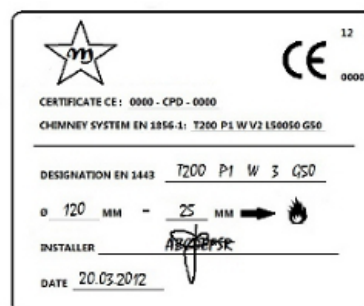 m
12
CE
0000
CERTIFICATE CE: 0000 - CPD - 0000
CHIMNEY SYSTEM EN 1856-1: T200 P1 W V2 L50050 G50
DESIGNATION EN 1443 T200 P1 W 3 G50
Ø 120 MM - 25 MM
INSTALLER
DATE 20.03.2012